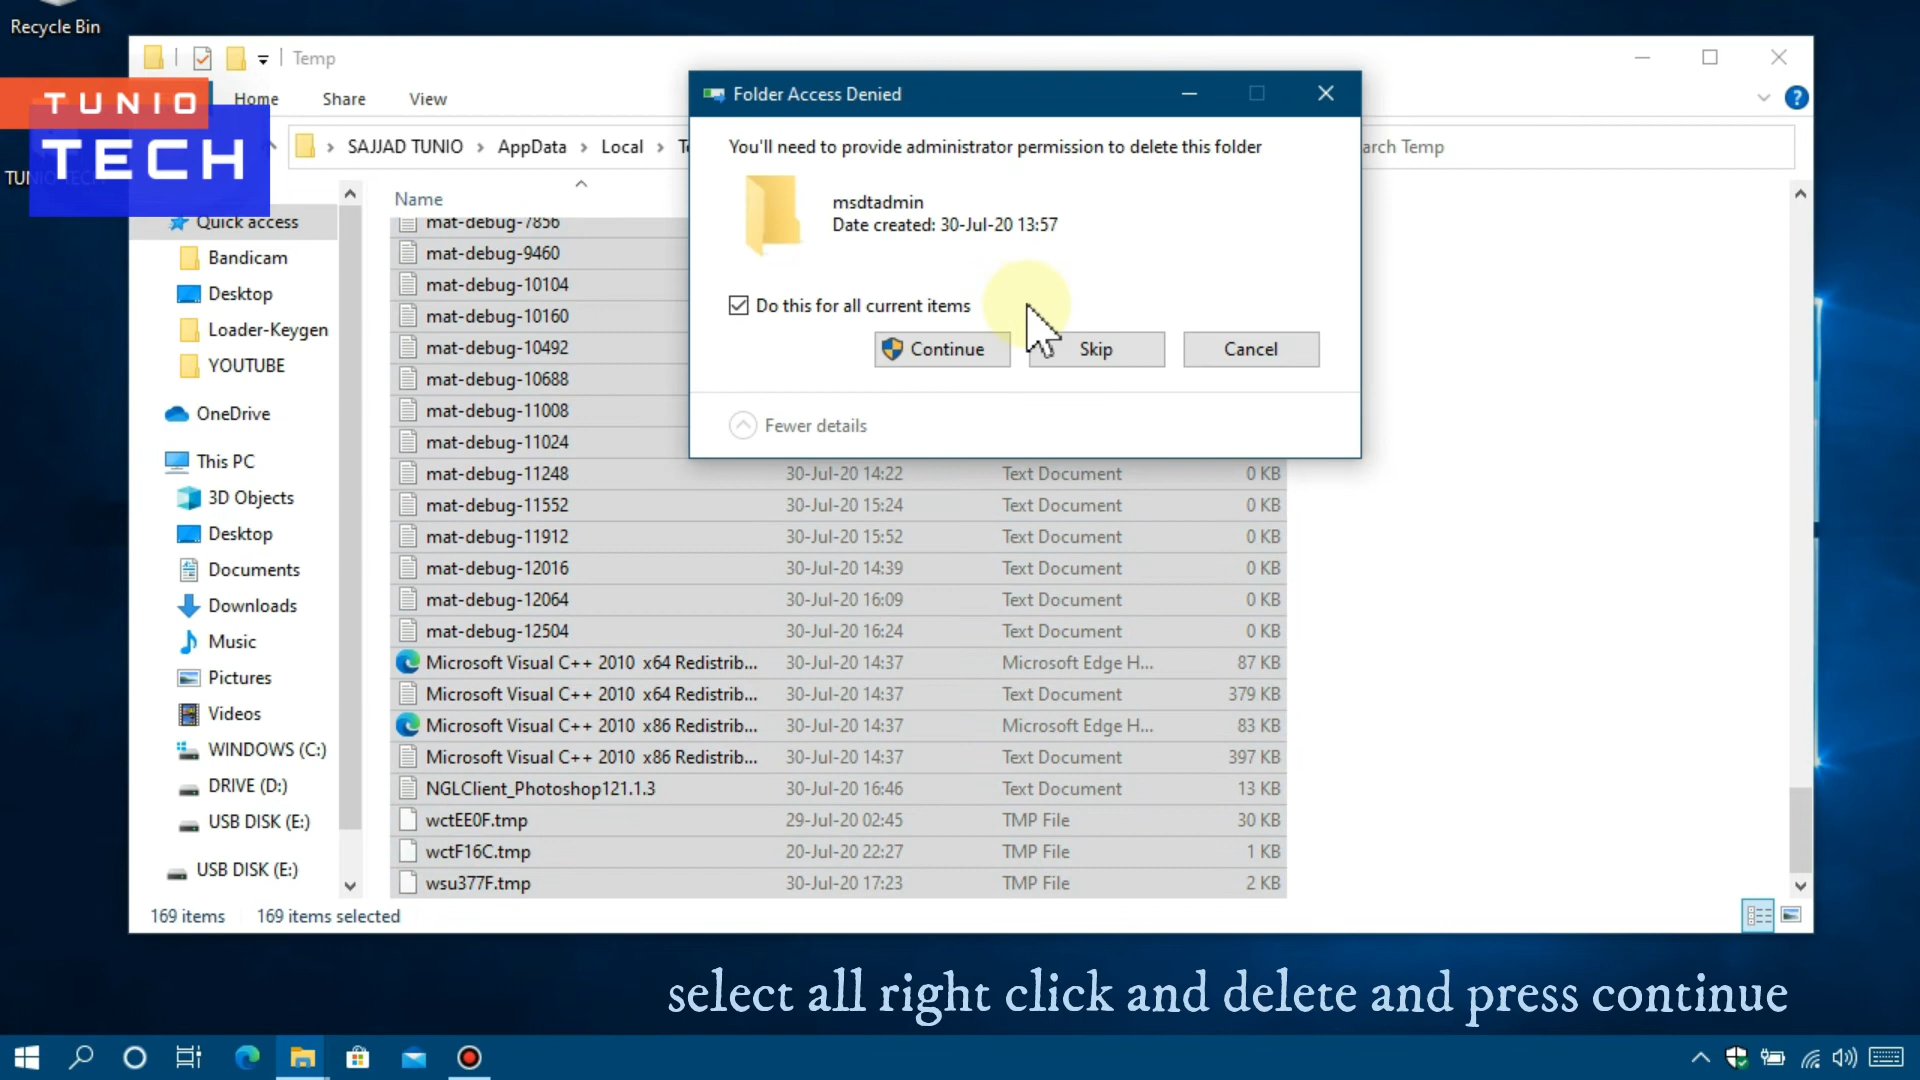 Recycle Bin
Temp
TUNIO
TECH
Home
Share
View
SAJJAD TUNIO
AppData
Local
arch Temp
Name
Quick access
Bandicam
Desktop
Loader-Keygen
YOUTUBE
OneDrive
This PC
3D Objects
Desktop
Documents
Downloads
Music
Pictures
Videos
WINDOWS (C:)
DRIVE (D:)
USB DISK (E:)
USB DISK (E:)
mat-debug-7856
mat-debug-9460
mat-debug-10104
mat-debug-10160
mat-debug-10492
mat-debug-10688
mat-debug-11008
mat-debug-11024
mat-debug-11248 30-Jul-20 14:22 Text Document 0 KB
mat-debug-11552 30-Jul-20 15:24 Text Document 0 KB
mat-debug-11912 30-Jul-20 15:52 Text Document 0 KB
mat-debug-12016 30-Jul-20 14:39 Text Document 0 KB
mat-debug-12064 30-Jul-20 16:09 Text Document 0 KB
mat-debug-12504 30-Jul-20 16:24 Text Document 0 KB
Microsoft Visual C++ 2010 x64 Redistrib... 30-Jul-20 14:37 Microsoft Edge H... 87 KB
Microsoft Visual C++ 2010 x64 Redistrib... 30-Jul-20 14:37 Text Document 379 KB
Microsoft Visual C++ 2010 x86 Redistrib... 30-Jul-20 14:37 Microsoft Edge H... 83 KB
Microsoft Visual C++ 2010 x86 Redistrib... 30-Jul-20 14:37 Text Document 397 KB
NGLClient_Photoshop121.1.3 30-Jul-20 16:46 Text Document 13 KB
wctEE0F.tmp 29-Jul-20 02:45 TMP File 30 KB
wctF16C.tmp 20-Jul-20 22:27 TMP File 1 KB
wsu377F.tmp 30-Jul-20 17:23 TMP File 2 KB
169 items 169 items selected
Folder Access Denied
You'll need to provide administrator permission to delete this folder
msdtadmin
Date created: 30-Jul-20 13:57
Do this for all current items
Continue
Skip
Cancel
Fewer details
select all right click and delete and press continue